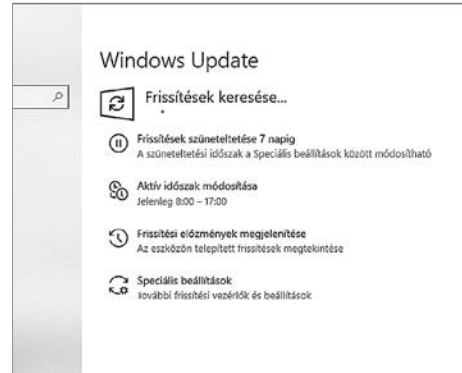 Windows Update
Frissítések keresése...
Frissítések szüneteltetése 7 napig
A szüneteltetési időszak a Speciális beállítások között módosítható
Aktív időszak módosítása
Jelenleg 8:00 – 17:00
Frissítési előzmények megjelenítése
Az eszközön telepített frissítések megtekintése
Speciális beállítások
További frissítési vezérlők és beállítások